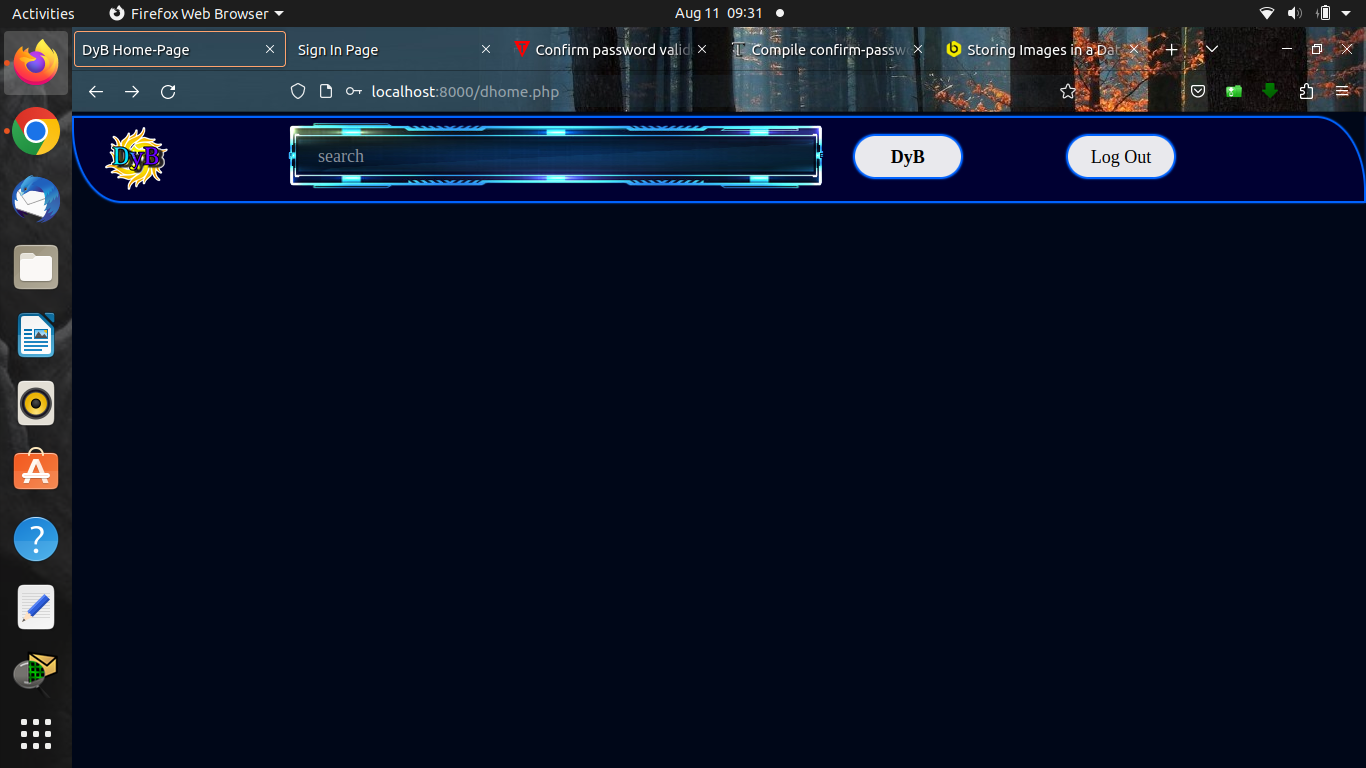 Activities Firefox Web Browser Aug 11 09:31
DyB Home-Page Sign In Page Confirm password valid Compile confirm-passw Storing Images in a Dat
localhost:8000/dhome.php
DyB search DyB Log Out